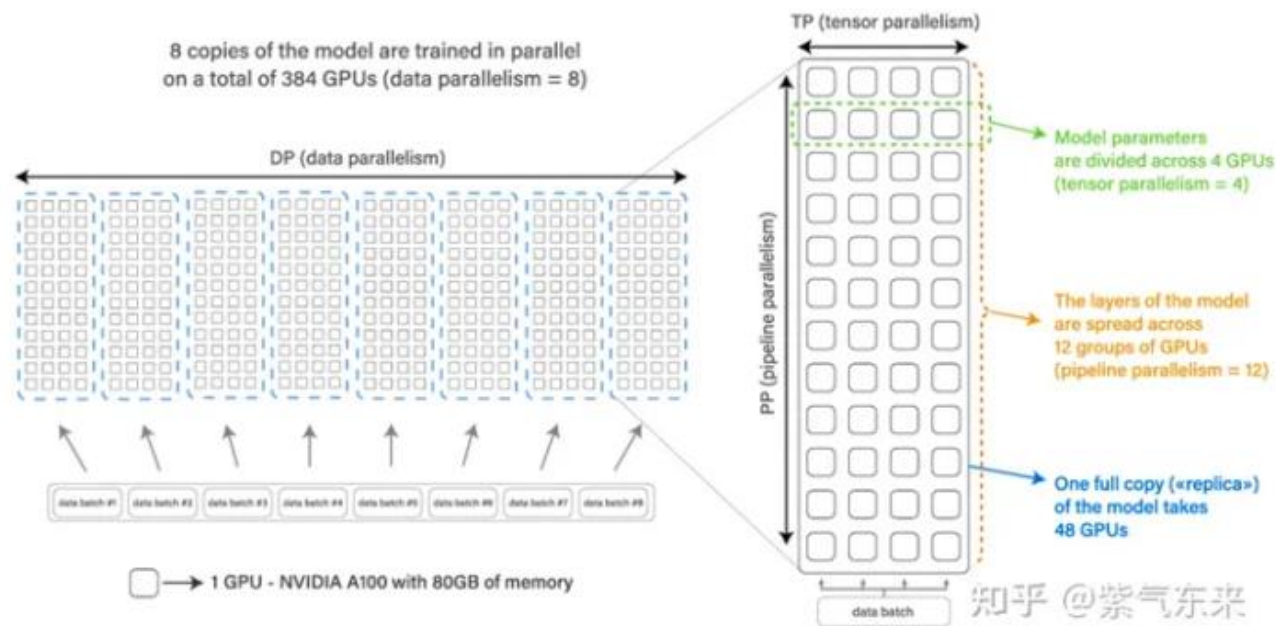 8 copies of the model are trained in parallel
on a total of 384 GPUs (data parallelism = 8)
DP (data parallelism)
data batch #1
data batch #2
data batch #3
data batch #4
data batch #5
data batch #6
data batch #7
data batch #8
1 GPU - NVIDIA A100 with 80GB of memory
TP (tensor parallelism)
PP (pipeline parallelism)
Model parameters
are divided across 4 GPUs
(tensor parallelism = 4)
The layers of the model
are spread across
12 groups of GPUs
(pipeline parallelism = 12)
One full copy («replica»)
of the model takes
48 GPUs
data batch
知乎 @紫气东来